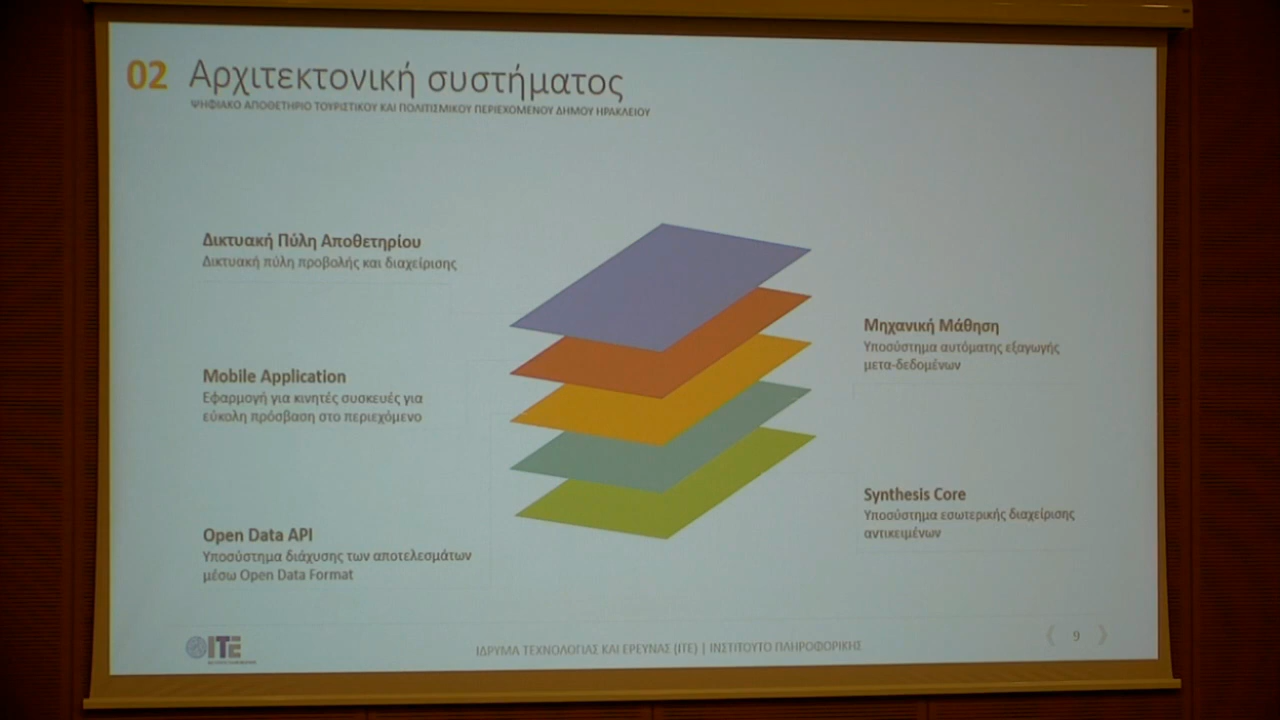 02 Αρχιτεκτονική συστήματος
ΨΗΦΙΑΚΟ ΑΠΟΘΕΤΗΡΙΟ ΤΟΥΡΙΣΤΙΚΟΥ ΚΑΙ ΠΟΛΙΤΙΣΜΙΚΟΥ ΠΕΡΙΕΧΟΜΕΝΟΥ ΔΗΜΟΥ ΗΡΑΚΛΕΙΟΥ
Δικτυακή Πύλη Αποθετηρίου
Δικτυακή πύλη προβολής και διαχείρισης
Mobile Application
Εφαρμογή για κινητές συσκευές για
εύκολη πρόσβαση στο περιεχόμενο
Open Data API
Υποσύστημα διάχυσης των αποτελεσμάτων
μέσω Open Data Format
Μηχανική Μάθηση
Υποσύστημα αυτόματης εξαγωγής
μετα-δεδομένων
Synthesis Core
Υποσύστημα εσωτερικής διαχείρισης
αντικειμένων
ITE
ΙΔΡΥΜΑ ΤΕΧΝΟΛΟΓΙΑΣ ΚΑΙ ΕΡΕΥΝΑΣ (ΙΤΕ) | ΙΝΣΤΙΤΟΥΤΟ ΠΛΗΡΟΦΟΡΙΚΗΣ
9